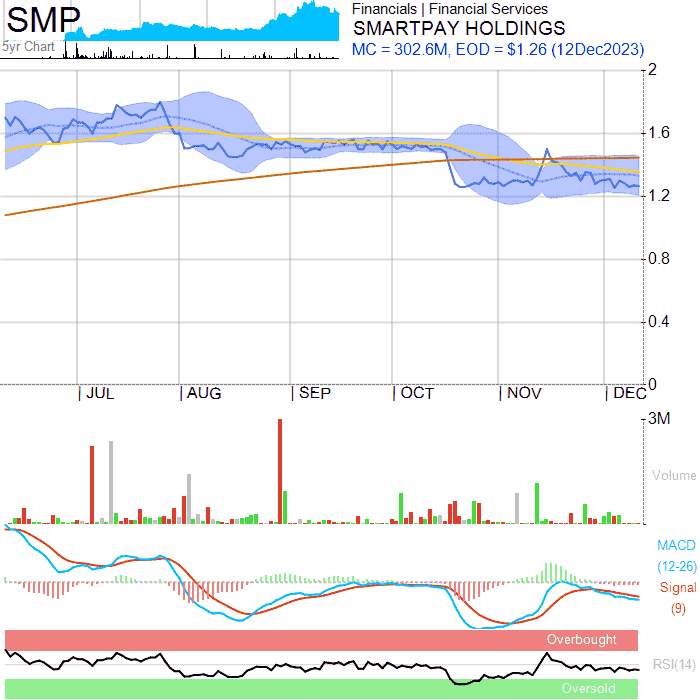 SMP
5yr Chart
Financials | Financial Services
SMARTPAY HOLDINGS
MC = 302.6M, EOD = $1.26 (12Dec2023)
2
1.6
1.2
0.8
0.4
0
| JUL | AUG | SEP | OCT | NOV | DEC
3M
Volume
MACD
(12-26)
Signal
(9)
Overbought
RSI(14)
Oversold